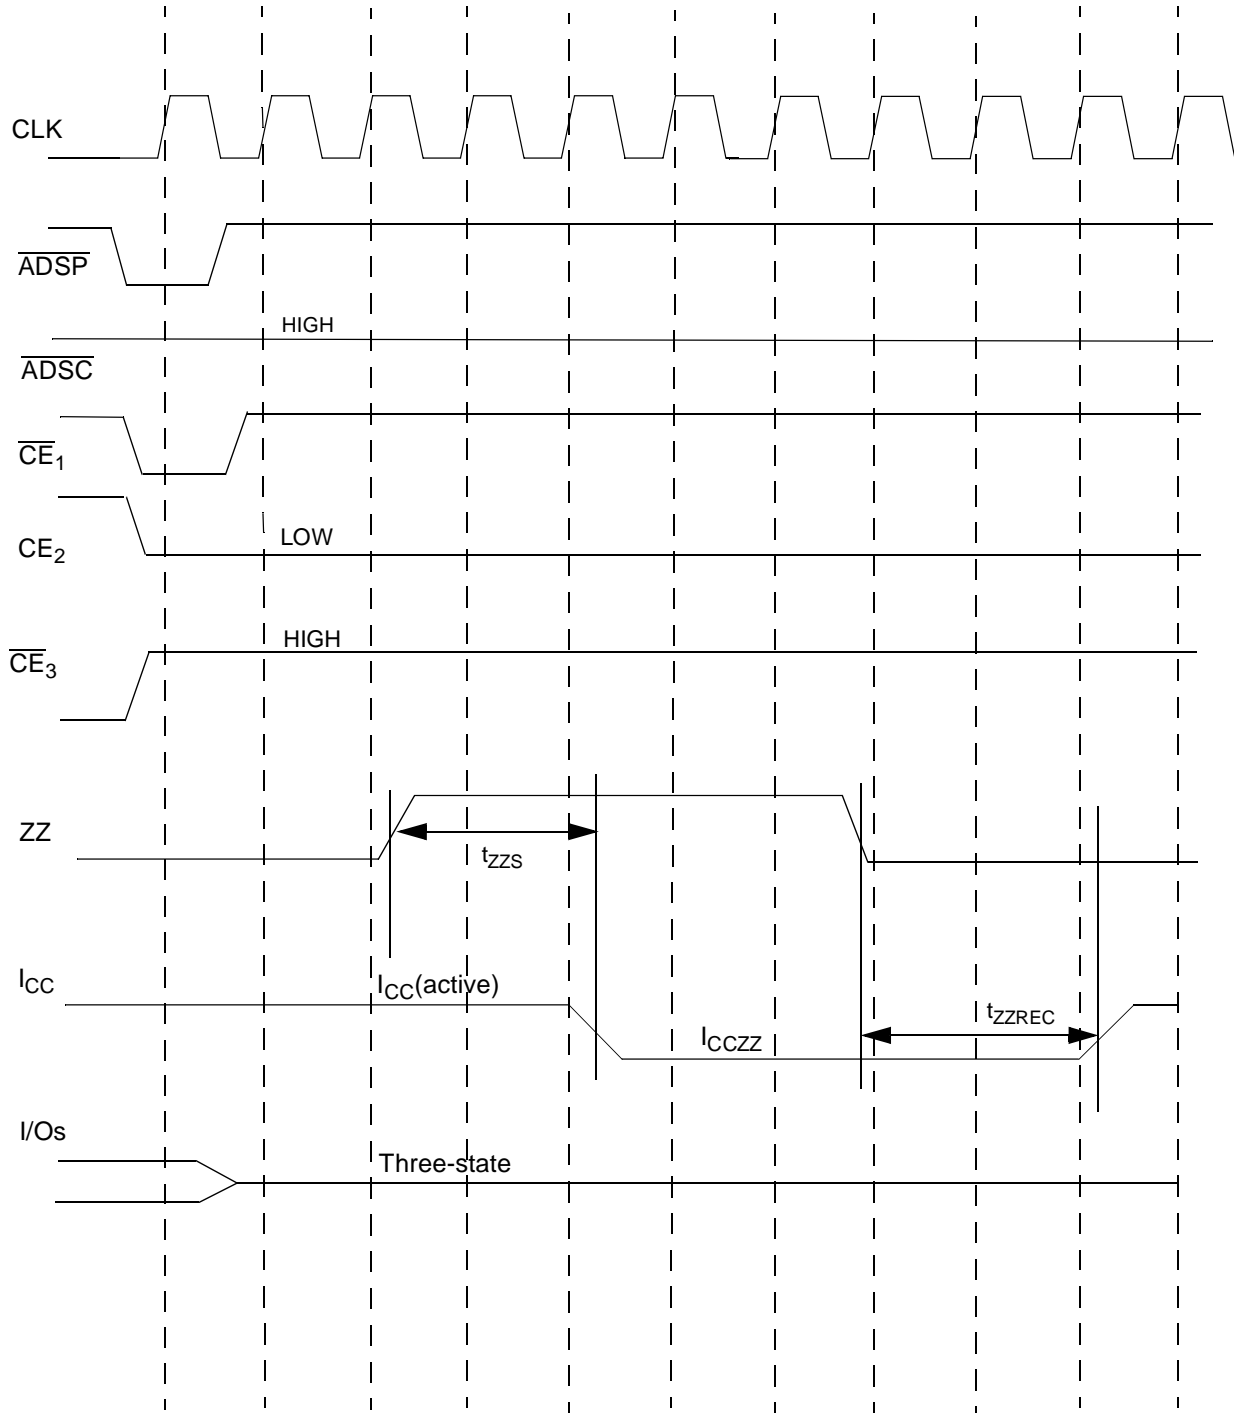 CLK
ADSP
HIGH
ADSC
CE1
LOW
CE2
HIGH
CE3
ZZ
tZZS
ICC
ICC(active)
tZZREC
ICCZZ
I/Os
Three-state